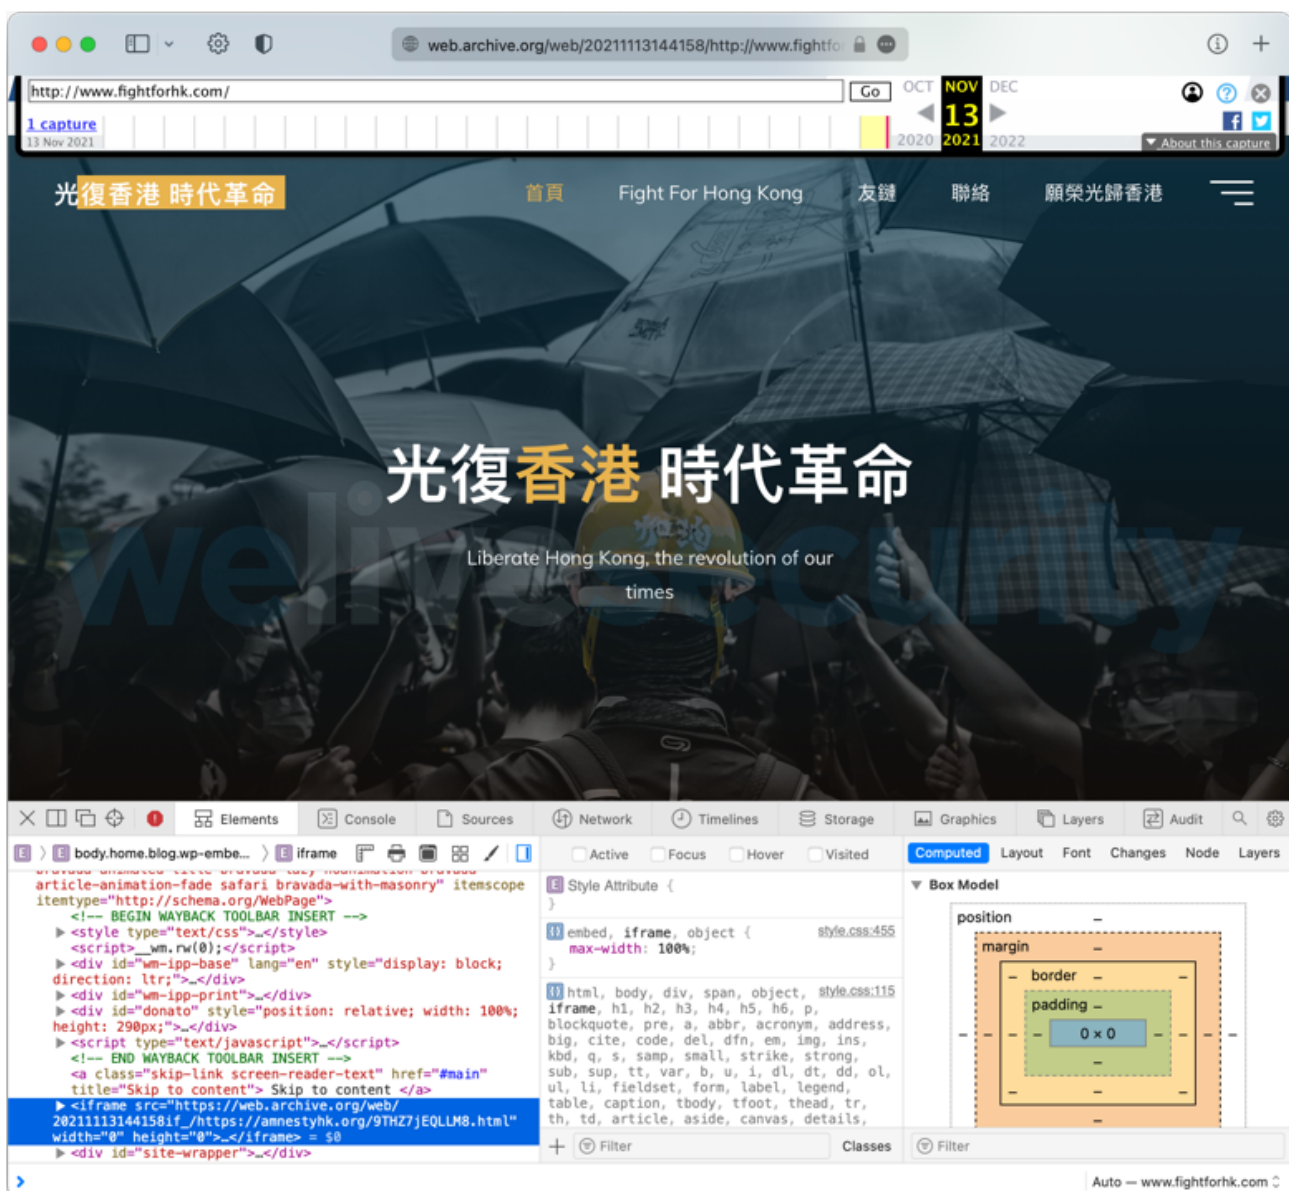 web.archive.org/web/20211113144158/http://www.fightfo
http://www.fightforhk.com/
Go
OCT NOV DEC
1 capture
13
13 Nov 2021
2020 2021 2022
About this capture
光復香港 時代革命
首頁
Fight For Hong Kong
友鏈
聯絡
願榮光歸香港
光復香港 時代革命
加油
Liberate Hong Kong, the revolution of our
times
welivesecurity
Elements Console Sources Network Timelines Storage Graphics Layers Audit
E body.home.blog.wp-embe... E iframe
Active Focus Hover Visited
Computed Layout Font Changes Node Layers
article-animation-fade safari bravada-with-masonry" itemscope
itemtype="http://schema.org/WebPage">
<!-- BEGIN WAYBACK TOOLBAR INSERT -->
<style type="text/css">…</style>
<script>__wm.rw(0);</script>
<div id="wm-ipp-base" lang="en" style="display: block;
direction: ltr;">…</div>
<div id="wm-ipp-print">…</div>
<div id="donato" style="position: relative; width: 100%;
height: 290px;">…</div>
<script type="text/javascript">…</script>
<!-- END WAYBACK TOOLBAR INSERT -->
<a class="skip-link screen-reader-text" href="#main"
title="Skip to content"> Skip to content </a>
<iframe src="https://web.archive.org/web/
20211113144158if_/https://amnestyhk.org/9THZ7jEQLLM8.html"
width="0" height="0">…</iframe> = $0
<div id="site-wrapper">…</div>
E Style Attribute {
}
embed, iframe, object { style.css:455
max-width: 100%;
}
html, body, div, span, object, style.css:115
iframe, h1, h2, h3, h4, h5, h6, p,
blockquote, pre, a, abbr, acronym, address,
big, cite, code, del, dfn, em, img, ins,
kbd, q, s, samp, small, strike, strong,
sub, sup, tt, var, b, u, i, dl, dt, dd, ol,
ul, li, fieldset, form, label, legend,
table, caption, tbody, tfoot, thead, tr,
th, td, article, aside, canvas, details,
Filter
Classes
Box Model
position –
margin –
– border – –
padding –
– – – – 0 × 0 – – – –
–
– – –
–
Filter
Auto — www.fightforhk.com